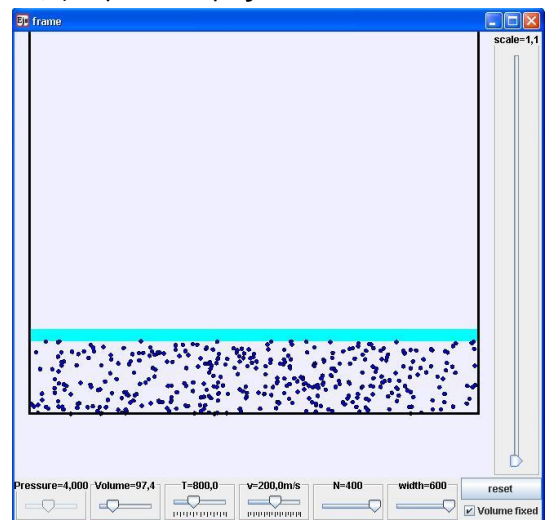 Ejs frame
scale=1,1
Pressure=4,000 Volume=97,4 T=800,0 v=200,0m/s N=400 width=600 reset
Volume fixed